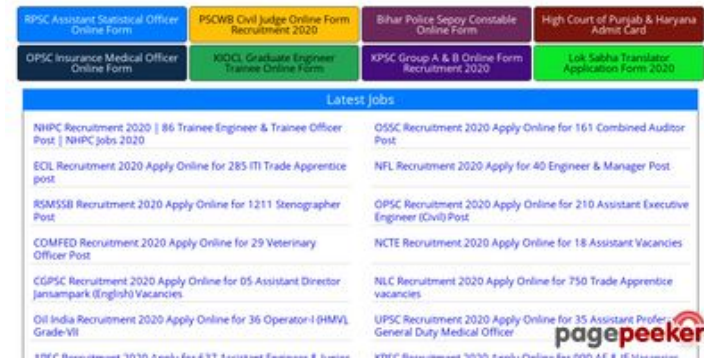 RPSC Assistant Statistical Officer
Online Form
PSCWB Civil Judge Online Form
Recruitment 2020
Bihar Police Sepoy Constable
Online Form
High Court of Punjab & Haryana
Admit Card
OPSC Insurance Medical Officer
Online Form
KIOCL Graduate Engineer
Trainee Online Form
KPSC Group A & B Online Form
Recruitment 2020
Lok Sabha Translator
Application Form 2020
Latest Jobs
NHPC Recruitment 2020 | 86 Trainee Engineer & Trainee Officer
Post | NHPC Jobs 2020
OSSC Recruitment 2020 Apply Online for 161 Combined Auditor
Post
ECIL Recruitment 2020 Apply Online for 285 ITI Trade Apprentice
post
NFL Recruitment 2020 Apply for 40 Engineer & Manager Post
RSMSSB Recruitment 2020 Apply Online for 1211 Stenographer
Post
OPSC Recruitment 2020 Apply Online for 210 Assistant Executive
Engineer (Civil) Post
COMFED Recruitment 2020 Apply Online for 29 Veterinary
Officer Post
NCTE Recruitment 2020 Apply Online for 18 Assistant Vacancies
CGPSC Recruitment 2020 Apply Online for 05 Assistant Director
Jansampark (English) Vacancies
NLC Recruitment 2020 Apply Online for 750 Trade Apprentice
vacancies
Oil India Recruitment 2020 Apply Online for 36 Operator-I (HMV),
Grade-VII
UPSC Recruitment 2020 Apply Online for 35 Assistant
General Duty Medical Officer
pagepeeker